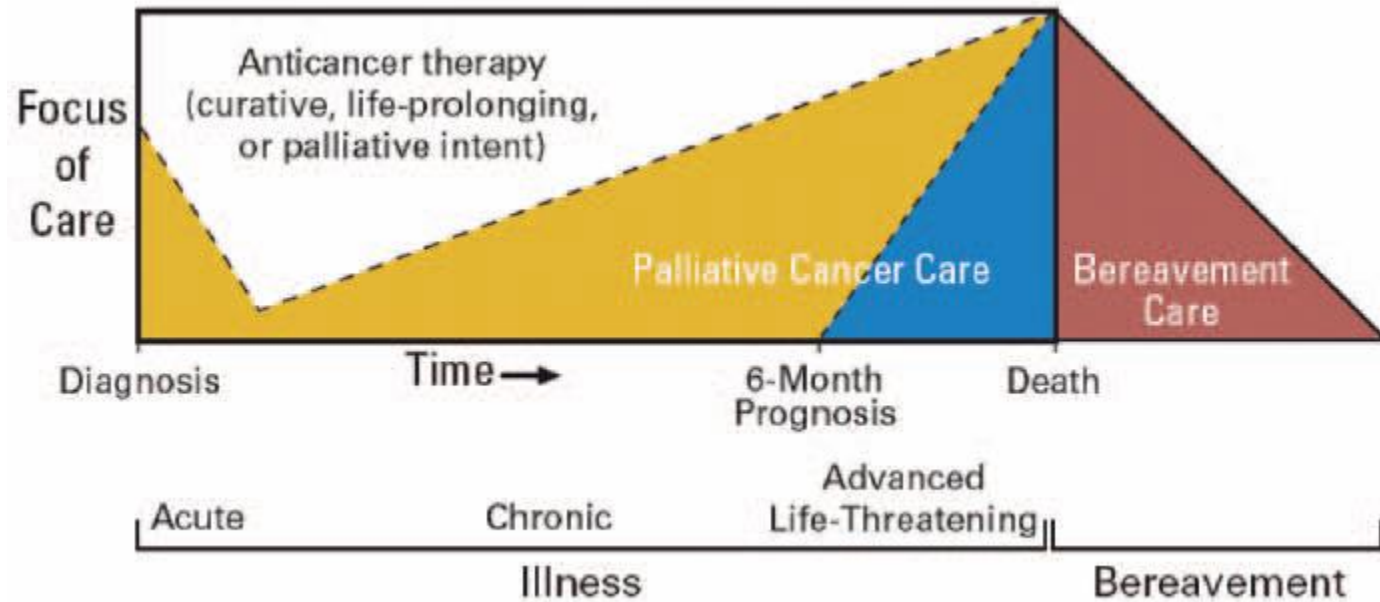 Focus
of
Care
Anticancer therapy
(curative, life-prolonging,
or palliative intent)
Palliative Cancer Care
Bereavement
Care
Diagnosis
Time
6-Month
Prognosis
Death
Acute
Chronic
Advanced
Life-Threatening
Illness
Bereavement